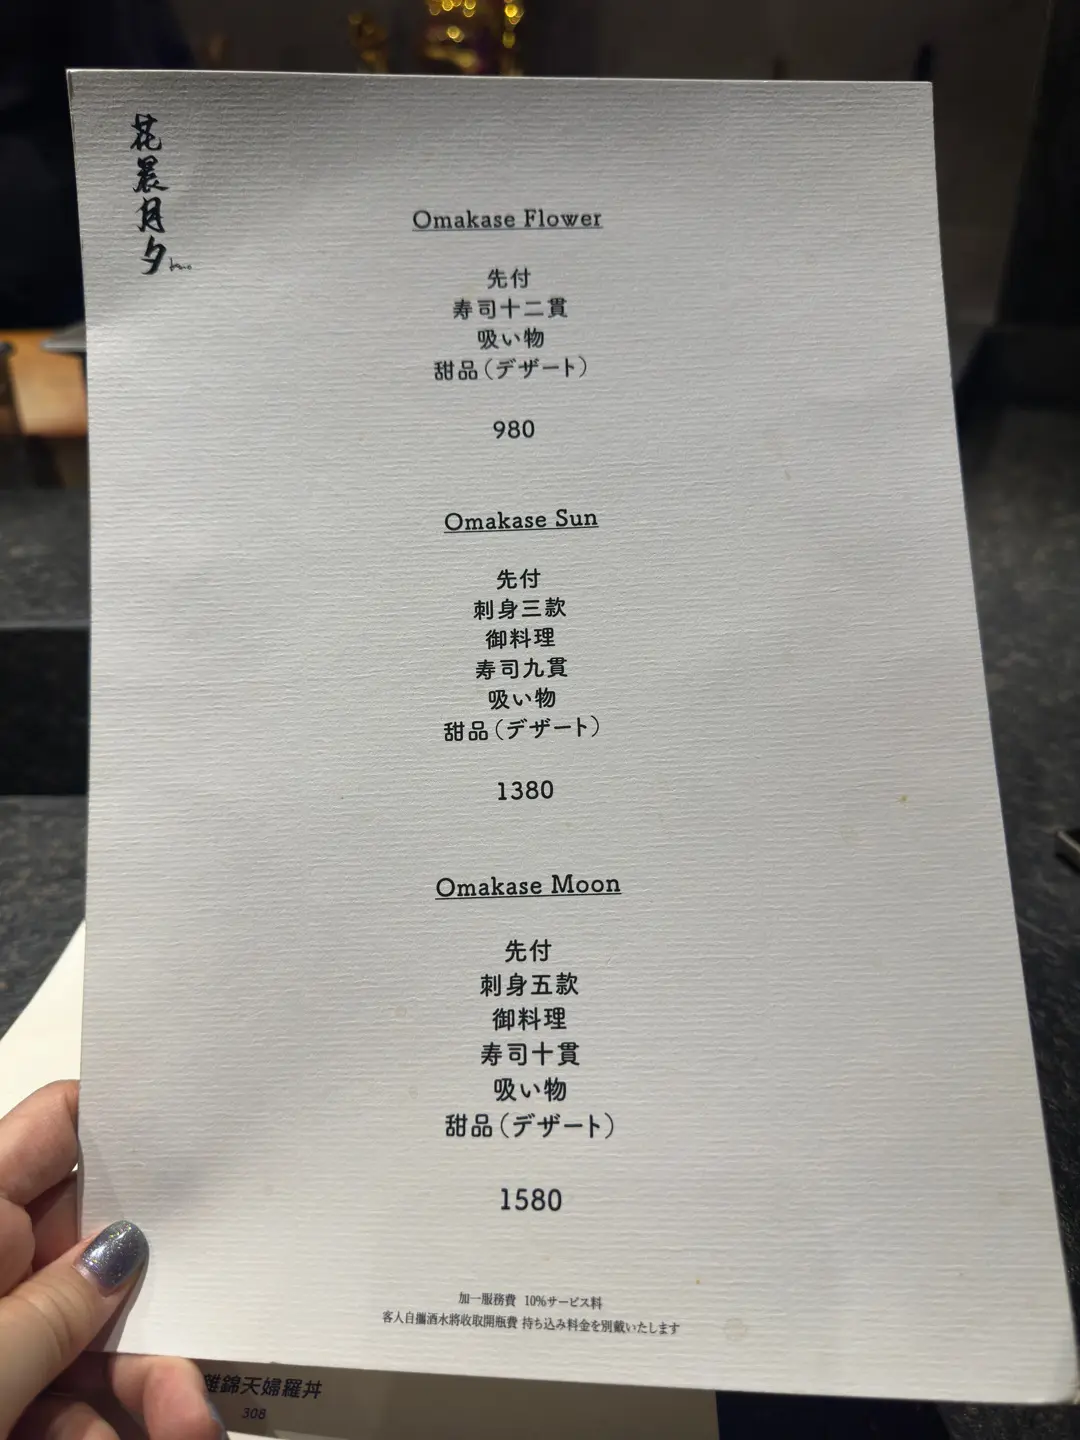 花晨月夕
Omakase Flower
先付
寿司十二貫
吸い物
甜品（デザート）
980
Omakase Sun
先付
刺身三款
御料理
寿司九貫
吸い物
甜品（デザート）
1380
Omakase Moon
先付
刺身五款
御料理
寿司十貫
吸い物
甜品（デザート）
1580
加一服務費 10%サービス料
客人自攜酒水將收取開瓶費 持ち込み料金を別戴いたします
雜錦天婦羅丼
308